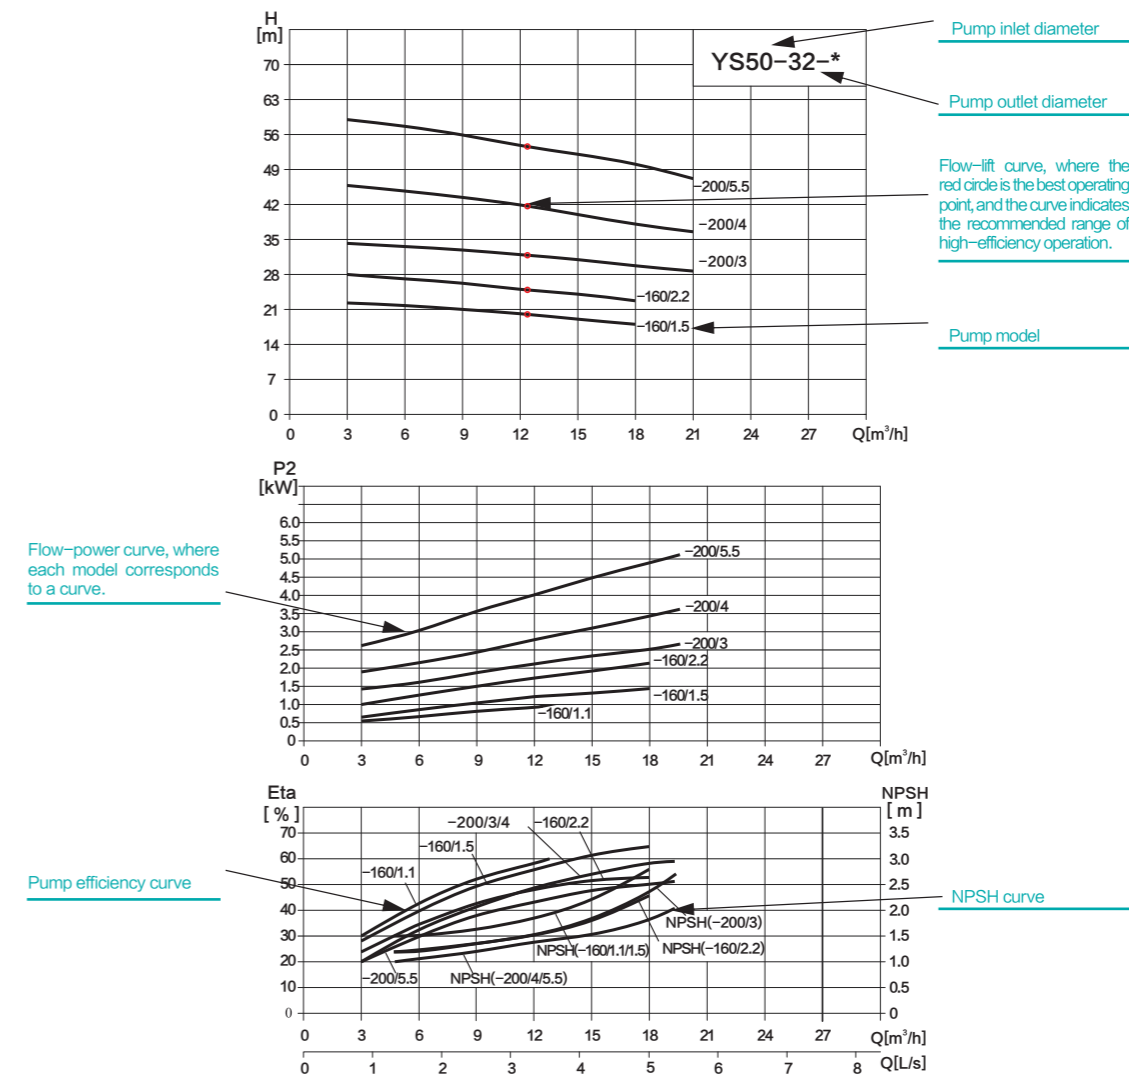 H
[m]
70
63
56
49
42
35
28
21
14
7
0
0 3 6 9 12 15 18 21 24 27 Q[m³/h]
YS50-32-*
-200/5.5
-200/4
-200/3
-160/2.2
-160/1.5
Pump inlet diameter
Pump outlet diameter
Flow-lift curve, where the
red circle is the best operating
point, and the curve indicates
the recommended range of
high-efficiency operation.
Pump model
P2
[kW]
6.0
5.5
5.0
4.5
4.0
3.5
3.0
2.5
2.0
1.5
1.0
0.5
0
0 3 6 9 12 15 18 21 24 27 Q[m³/h]
-200/5.5
-200/4
-200/3
-160/2.2
-160/1.5
-160/1.1
Flow-power curve, where
each model corresponds
to a curve.
Eta
[ % ]
70
60
50
40
30
20
10
0
NPSH
[ m ]
3.5
3.0
2.5
2.0
1.5
1.0
0.5
0
-200/3/4
-160/2.2
-160/1.5
-160/1.1
NPSH(-200/3)
NPSH(-160/1.1/1.5)
NPSH(-160/2.2)
-200/5.5
NPSH(-200/4/5.5)
0 3 6 9 12 15 18 21 24 27 Q[m³/h]
0 1 2 3 4 5 6 7 8 Q[L/s]
Pump efficiency curve
NPSH curve